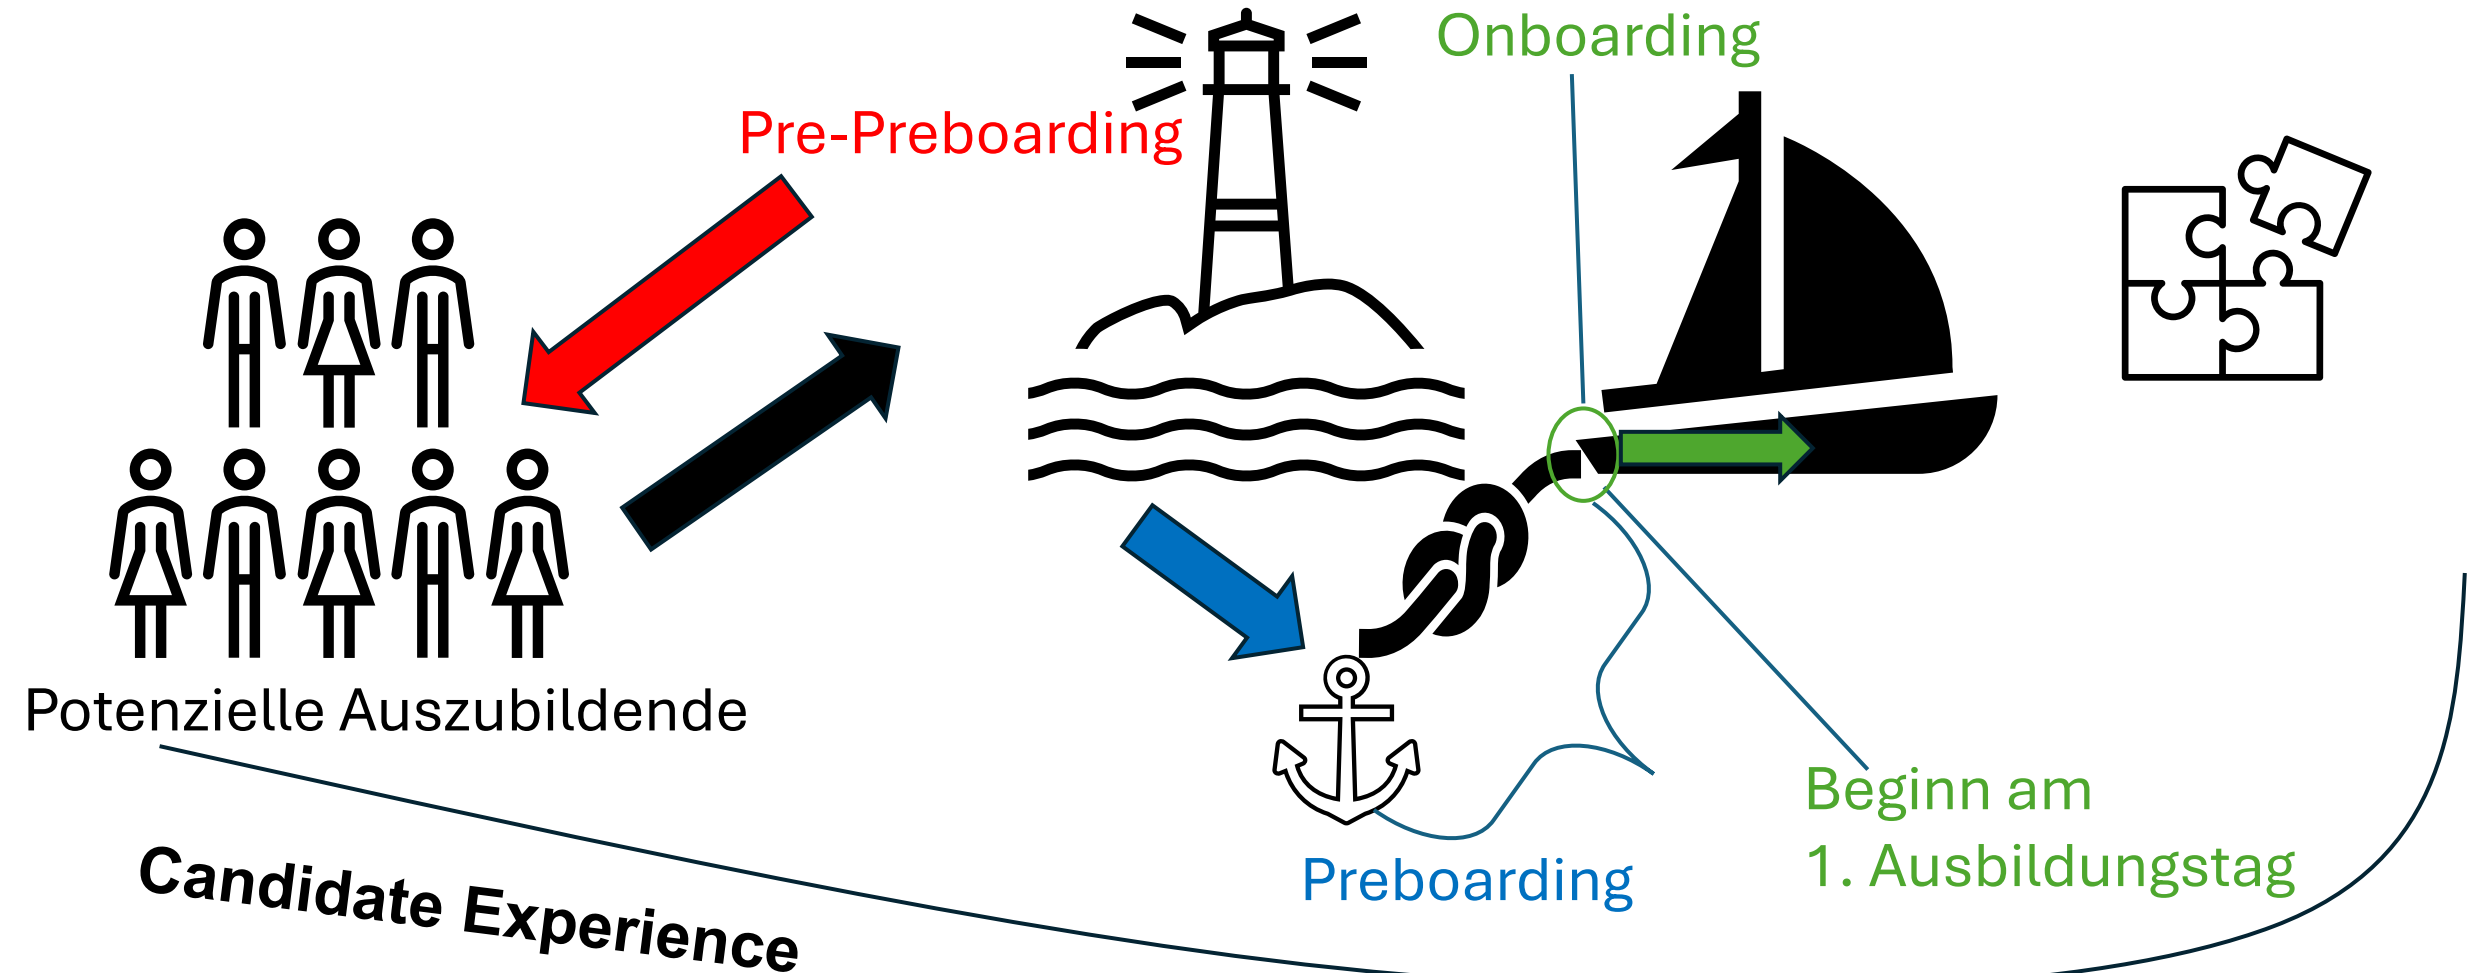 Onboarding
Pre-Preboarding
Potenzielle Auszubildende
Beginn am
1. Ausbildungstag
Preboarding
Candidate Experience